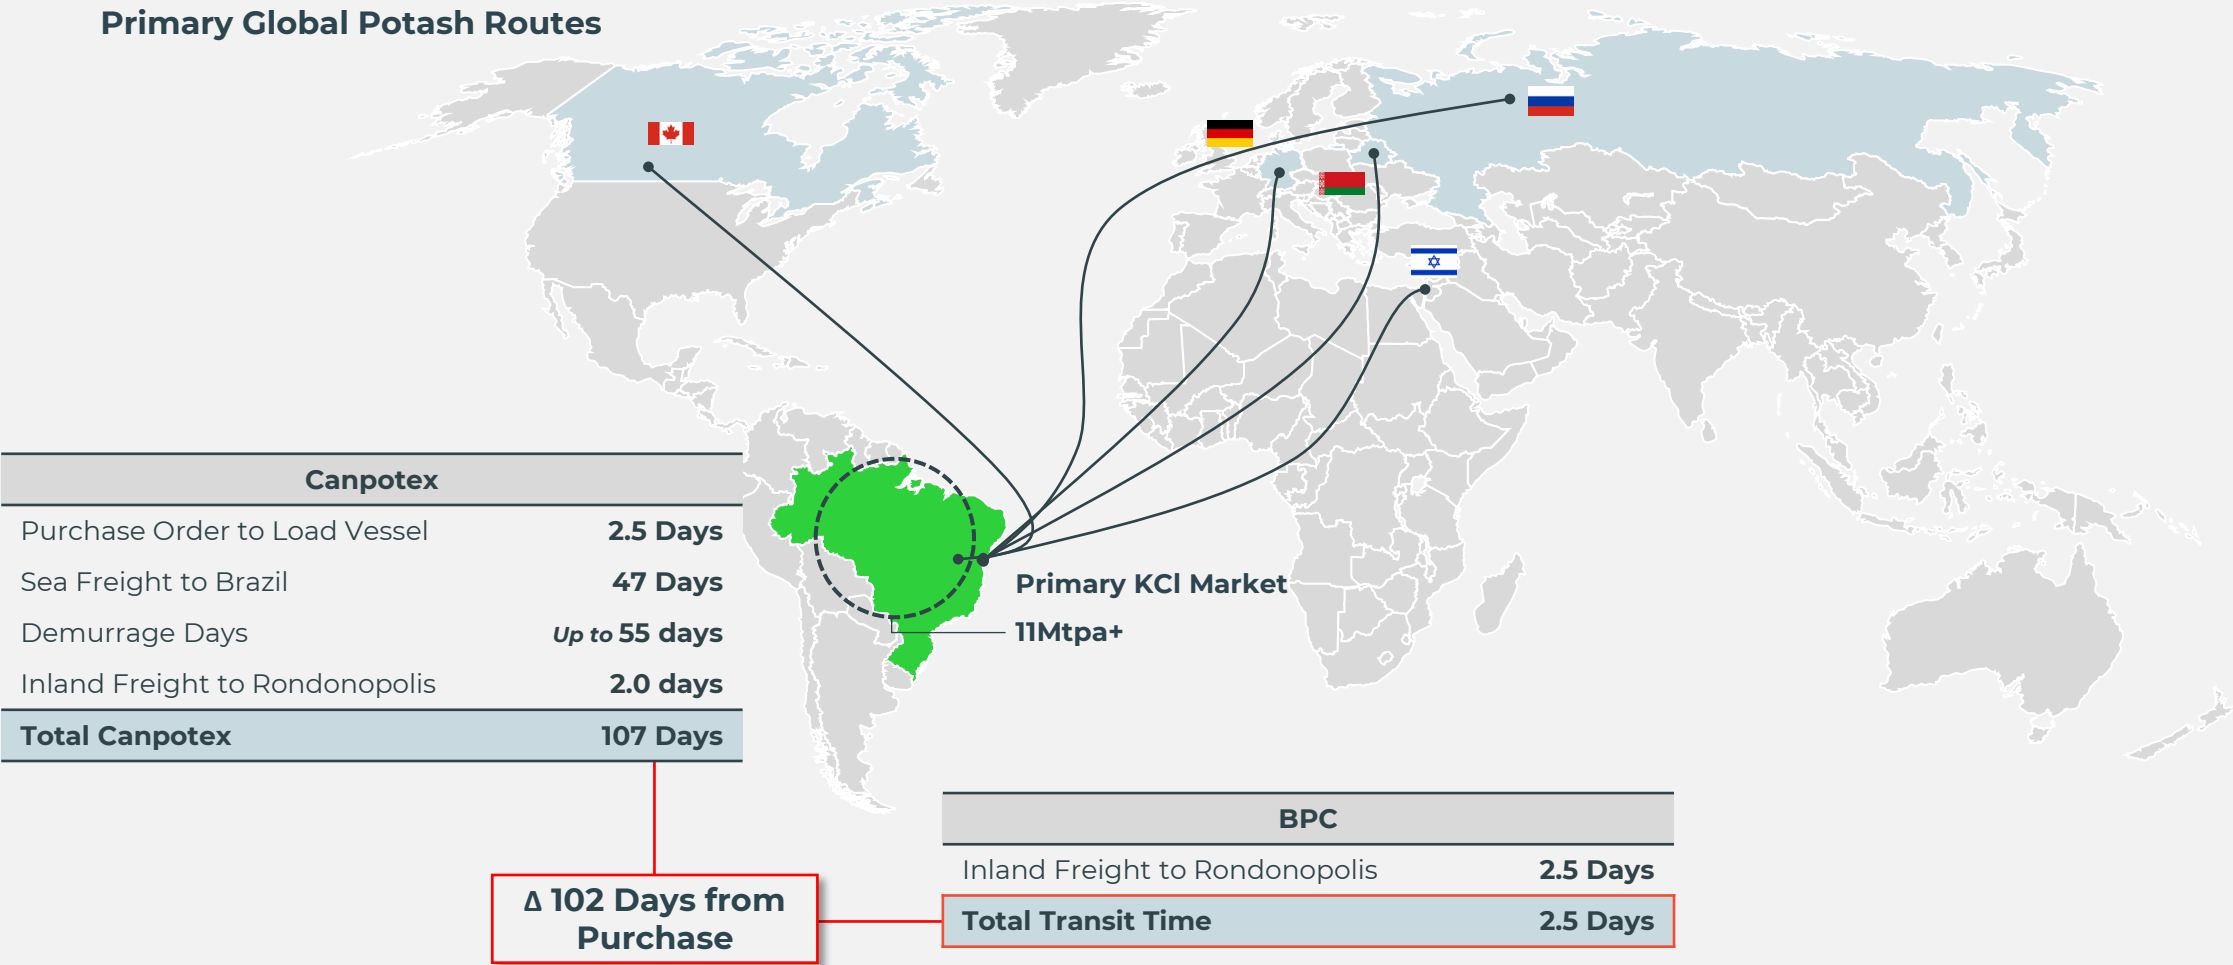 Primary Global Potash Routes
Canpotex
Purchase Order to Load Vessel 2.5 Days
Sea Freight to Brazil 47 Days
Demurrage Days Up to 55 days
Inland Freight to Rondonopolis 2.0 days
Total Canpotex 107 Days
Primary KCl Market
11Mtpa+
BPC
Inland Freight to Rondonopolis 2.5 Days
Total Transit Time 2.5 Days
Δ 102 Days from
Purchase